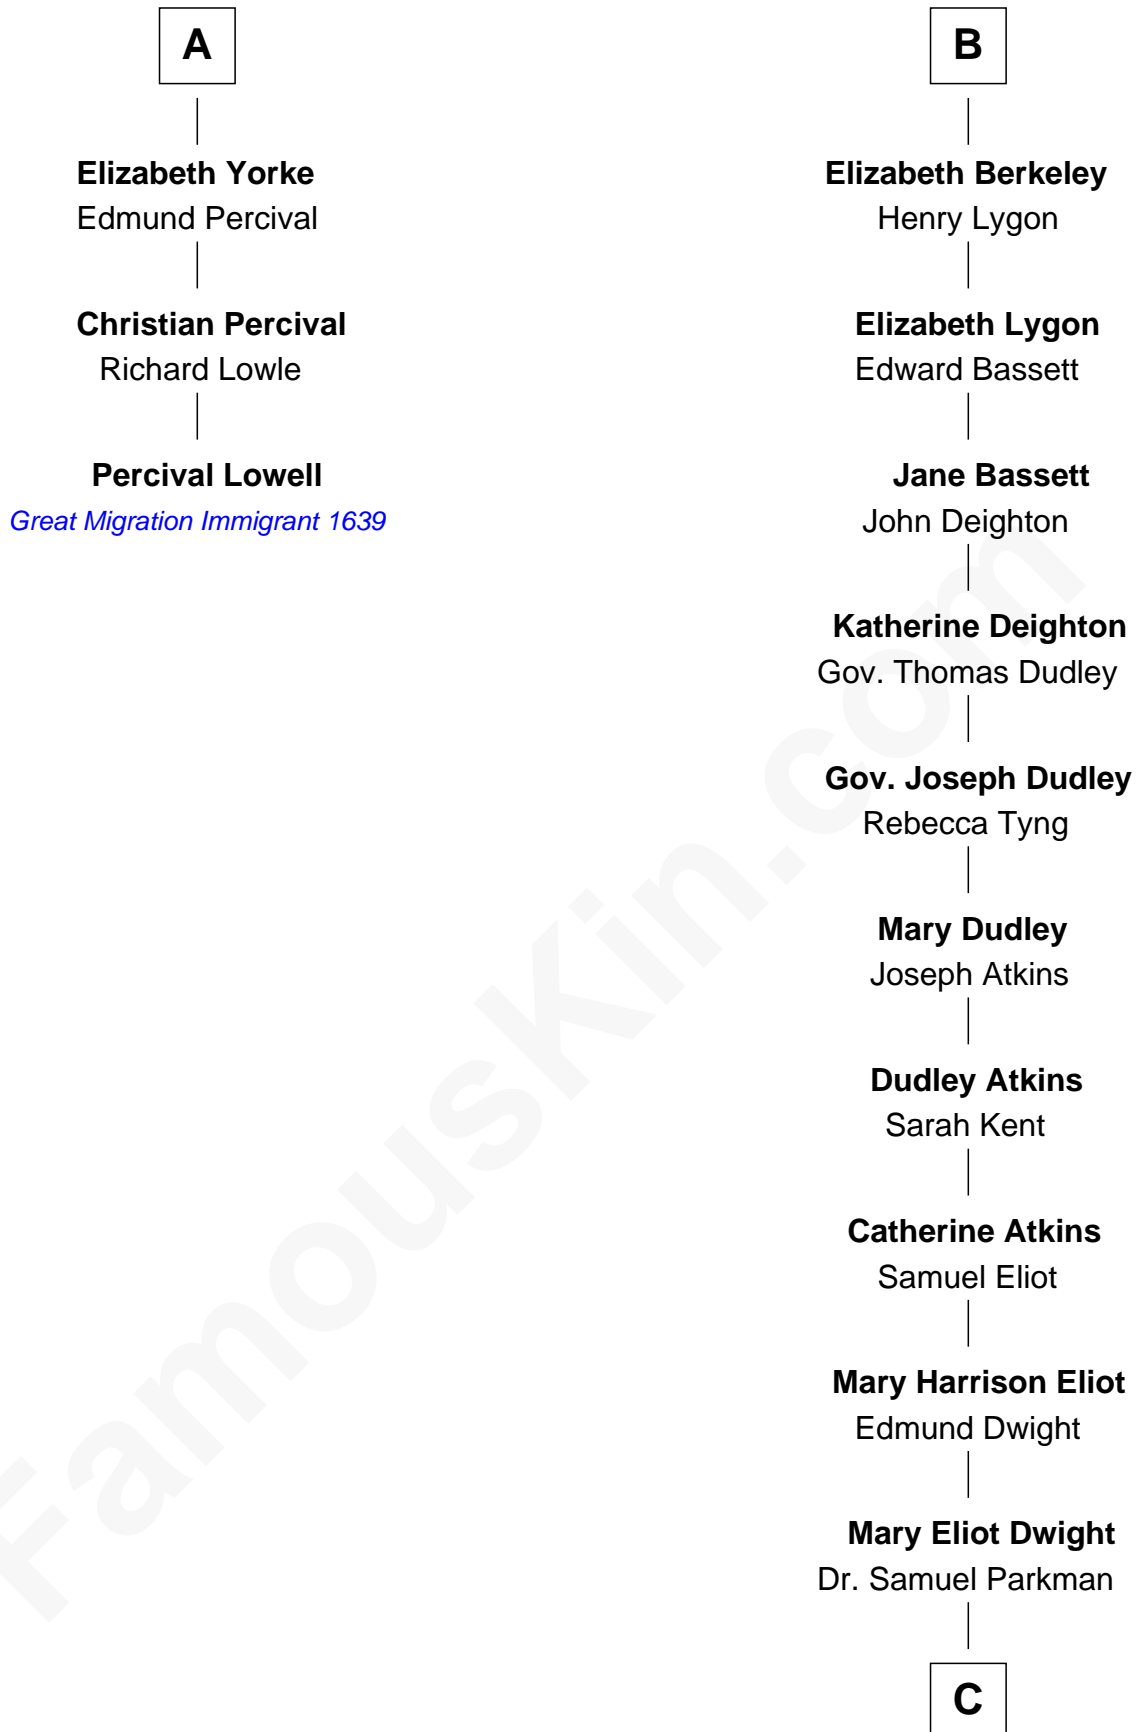 A
Elizabeth Yorke
Edmund Percival
Christian Percival
Richard Lowle
Percival Lowell
Great Migration Immigrant 1639
B
Elizabeth Berkeley
Henry Lygon
Elizabeth Lygon
Edward Bassett
Jane Bassett
John Deighton
Katherine Deighton
Gov. Thomas Dudley
Gov. Joseph Dudley
Rebecca Tyng
Mary Dudley
Joseph Atkins
Dudley Atkins
Sarah Kent
Catherine Atkins
Samuel Eliot
Mary Harrison Eliot
Edmund Dwight
Mary Eliot Dwight
Dr. Samuel Parkman
C
FamousKin.com